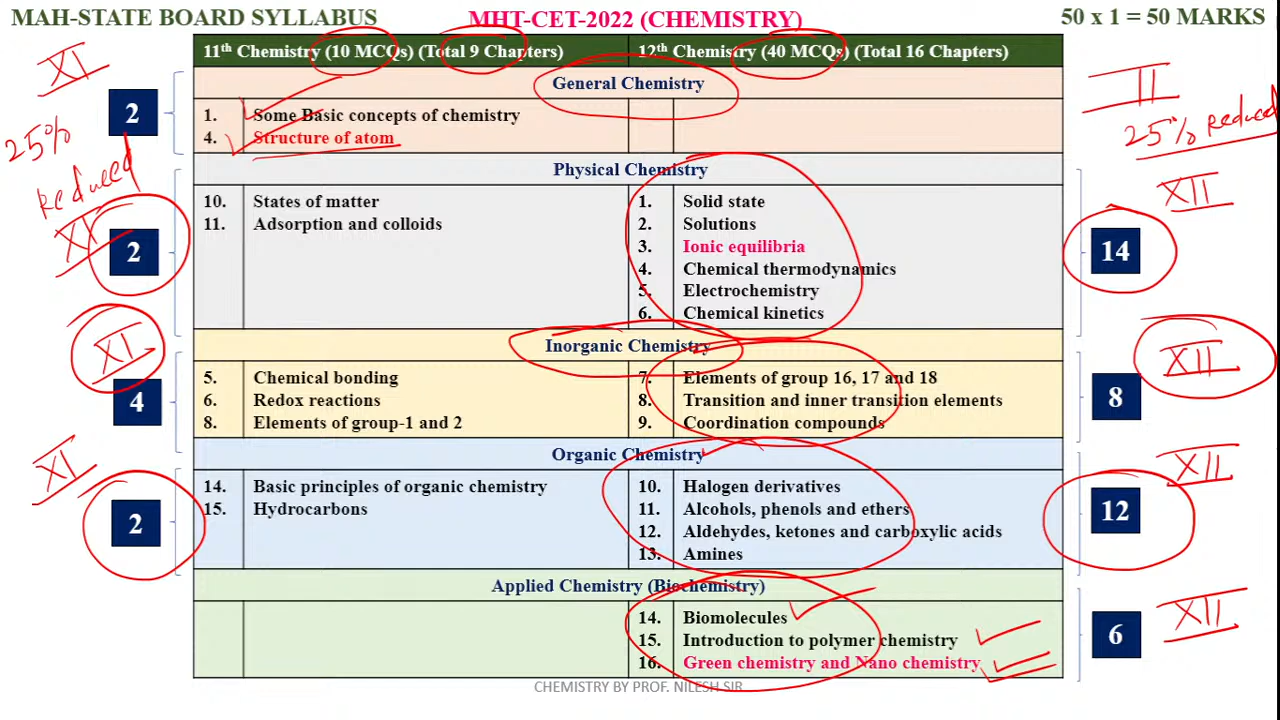 MAH-STATE BOARD SYLLABUS MHT-CET-2022 (CHEMISTRY) 50 x 1 = 50 MARKS
11th Chemistry (10 MCQs) (Total 9 Chapters) 12th Chemistry (40 MCQs) (Total 16 Chapters)
XI
General Chemistry
II
2
1. Some Basic concepts of chemistry
4. Structure of atom
25% Reduced
25% Reduced
Physical Chemistry
XI
2
10. States of matter
11. Adsorption and colloids
1. Solid state
2. Solutions
3. Ionic equilibria
4. Chemical thermodynamics
5. Electrochemistry
6. Chemical kinetics
XII
14
Inorganic Chemistry
XI
4
5. Chemical bonding
6. Redox reactions
8. Elements of group-1 and 2
7. Elements of group 16, 17 and 18
8. Transition and inner transition elements
9. Coordination compounds
XII
8
Organic Chemistry
XI
2
14. Basic principles of organic chemistry
15. Hydrocarbons
10. Halogen derivatives
11. Alcohols, phenols and ethers
12. Aldehydes, ketones and carboxylic acids
13. Amines
XII
12
Applied Chemistry (Biochemistry)
14. Biomolecules
15. Introduction to polymer chemistry
16. Green chemistry and Nano chemistry
XII
6
CHEMISTRY BY PROF. NILESH SIR